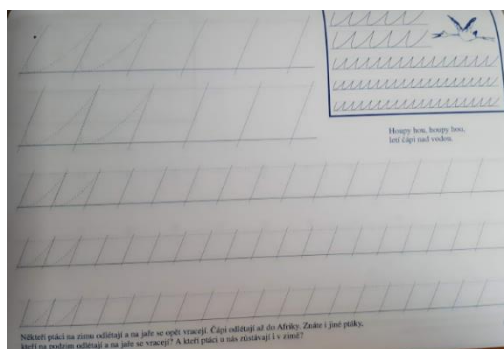 Houpy hou, houpy hou,
letí čápi nad vodou.
Někteří ptáci na zimu odlétají a na jaře se opět vracejí. Čápi odlétají až do Afriky. Znáte i jiné ptáky,
kteří na podzim odlétají a na jaře se vracejí? A kteří ptáci u nás zůstávají i v zimě?